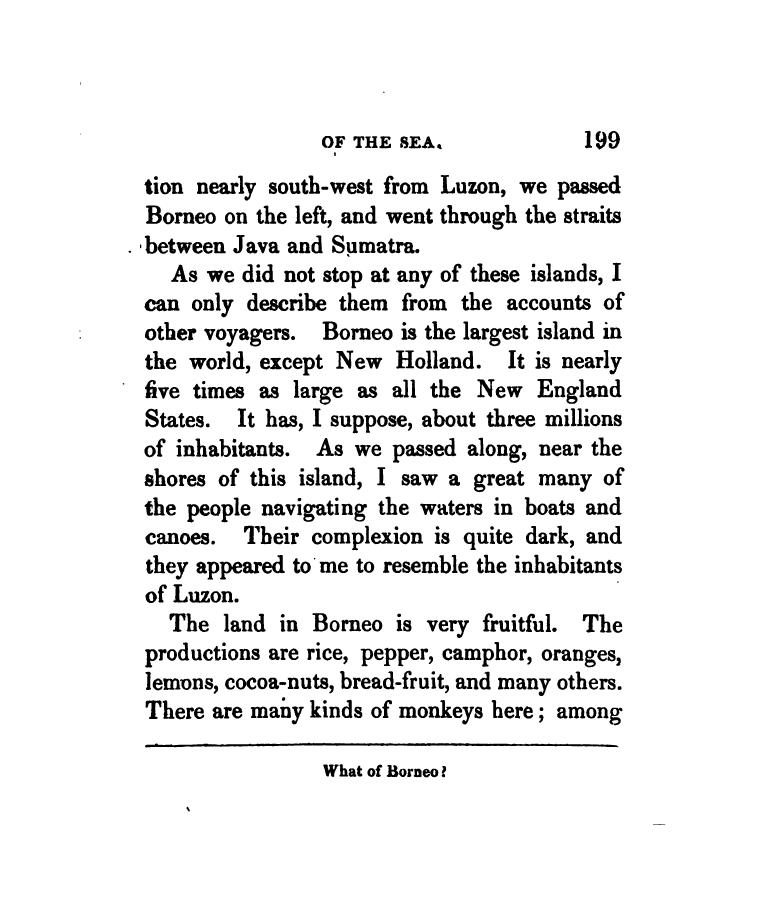 OF THE SEA. 199
tion nearly south-west from Luzon, we passed
Borneo on the left, and went through the straits
between Java and Sumatra.
As we did not stop at any of these islands, I
can only describe them from the accounts of
other voyagers. Borneo is the largest island in
the world, except New Holland. It is nearly
five times as large as all the New England
States. It has, I suppose, about three millions
of inhabitants. As we passed along, near the
shores of this island, I saw a great many of
the people navigating the waters in boats and
canoes. Their complexion is quite dark, and
they appeared to me to resemble the inhabitants
of Luzon.
The land in Borneo is very fruitful. The
productions are rice, pepper, camphor, oranges,
lemons, cocoa-nuts, bread-fruit, and many others.
There are many kinds of monkeys here; among
What of Borneo?